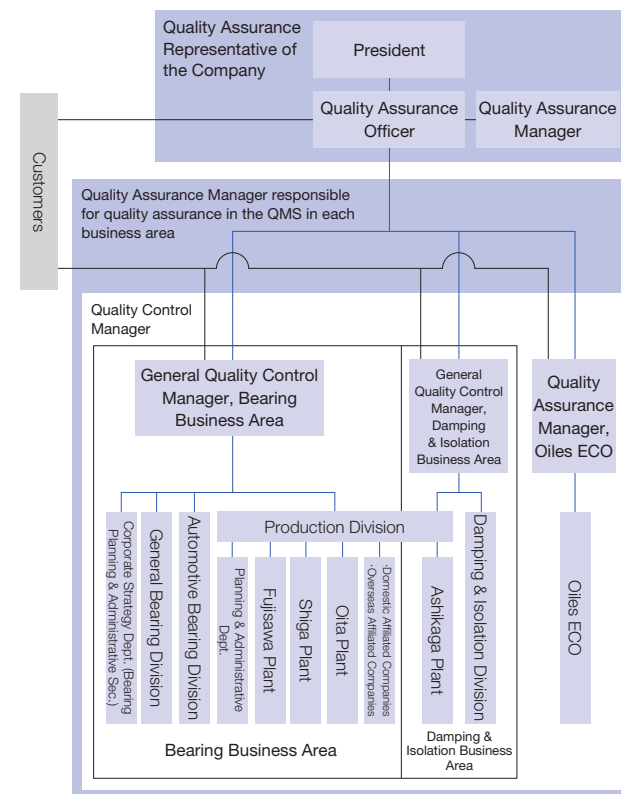 Quality Assurance
Representative of
the Company
President
Quality Assurance
Officer
Quality Assurance
Manager
Customers
Quality Assurance Manager responsible
for quality assurance in the QMS in each
business area
Quality Control
Manager
General Quality Control
Manager, Bearing
Business Area
General
Quality Control
Manager,
Damping
& Isolation
Business Area
Quality
Assurance
Manager,
Oiles ECO
Production Division
Corporate Strategy Dept. (Bearing
Planning & Administrative Sec.)
General Bearing Division
Automotive Bearing Division
Planning & Administrative
Dept.
Fujisawa Plant
Shiga Plant
Oita Plant
·Domestic Affiliated Companies
·Overseas Affiliated Companies
Ashikaga Plant
Damping & Isolation Division
Oiles ECO
Bearing Business Area
Damping &
Isolation Business
Area